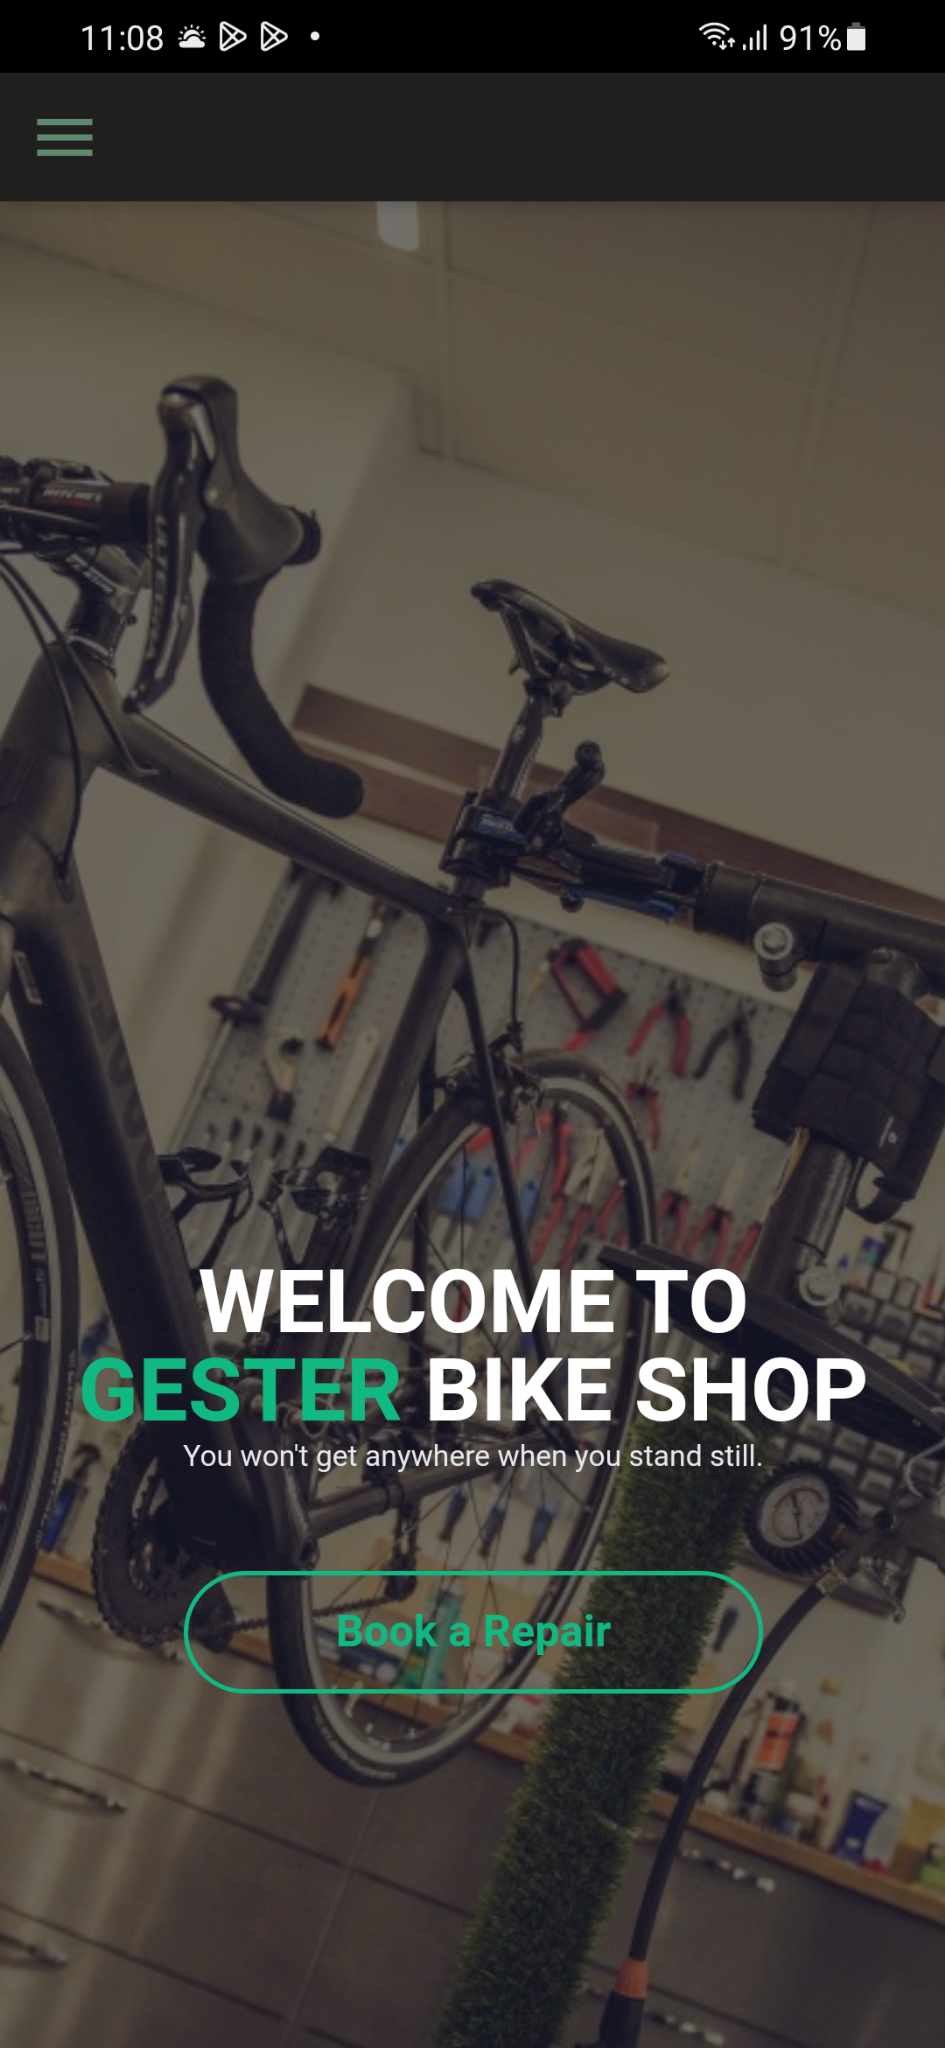 11:08
91%
WELCOME TO
GESTER BIKE SHOP
You won't get anywhere when you stand still.
Book a Repair